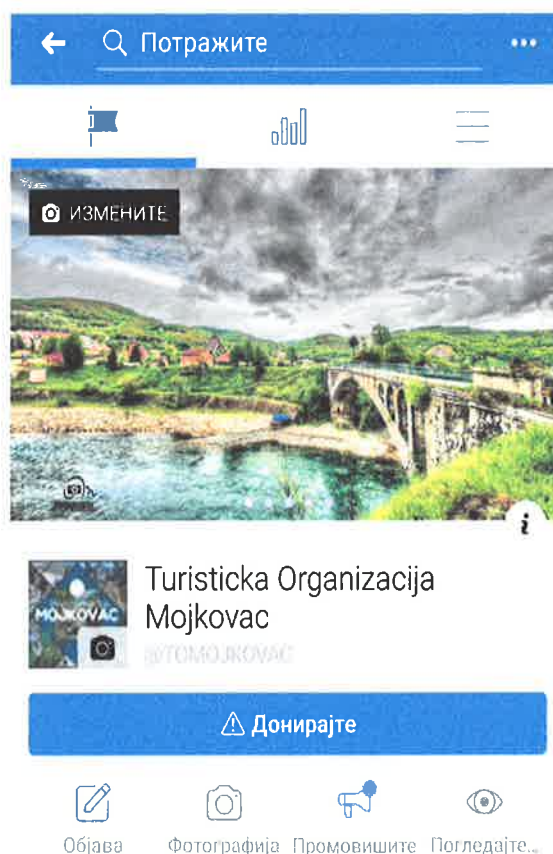 Потражите
ИЗМЕНИТЕ
Turisticka Organizacija
Mojkovac
MOJKOVAC
@TOMOJKOVAC
Донирајте
Објава Фотографија Промовишите Погледајте...